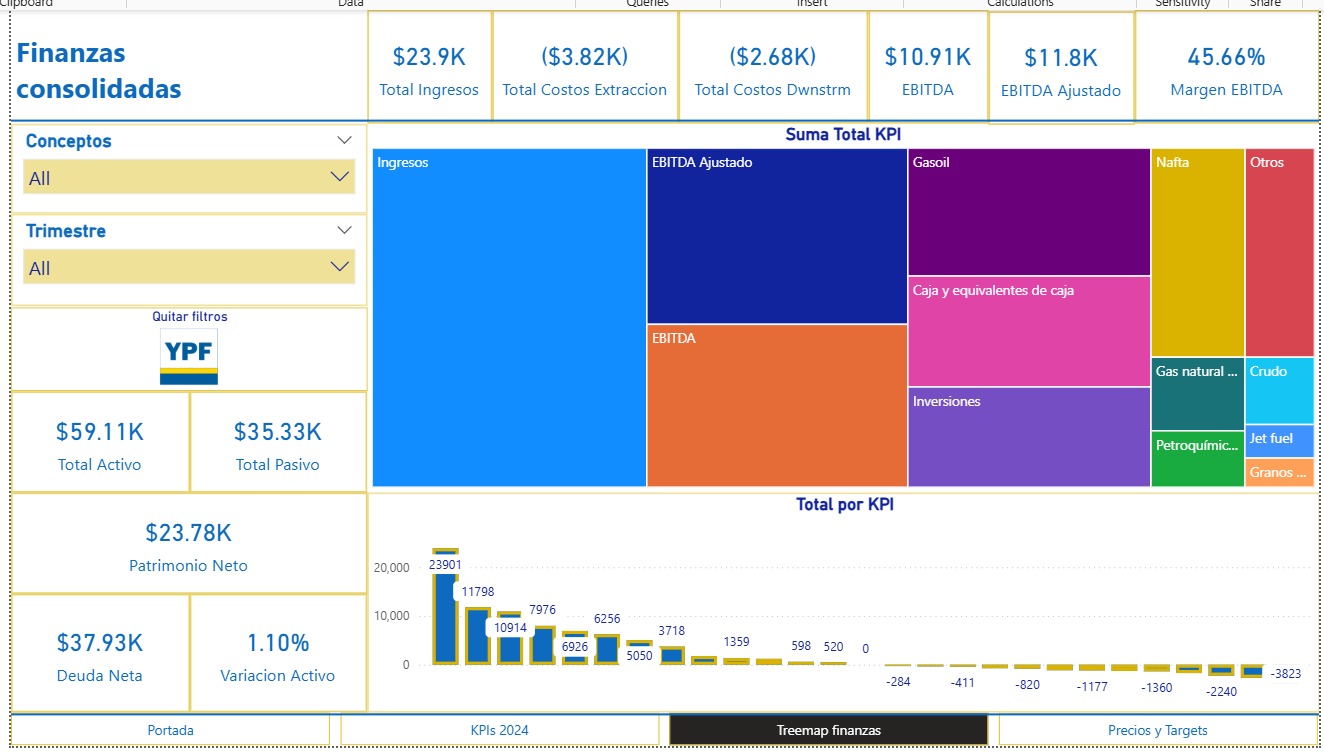 Clipboard
Data
Queries
Insert
Calculations
Sensitivity
Share
Finanzas
consolidadas
$23.9K
Total Ingresos
($3.82K)
Total Costos Extraccion
($2.68K)
Total Costos Dwnstrm
$10.91K
EBITDA
$11.8K
EBITDA Ajustado
45.66%
Margen EBITDA
Conceptos
All
Trimestre
All
Quitar filtros
YPF
$59.11K
Total Activo
$35.33K
Total Pasivo
$23.78K
Patrimonio Neto
$37.93K
Deuda Neta
1.10%
Variacion Activo
Suma Total KPI
Ingresos
EBITDA Ajustado
EBITDA
Gasoil
Caja y equivalentes de caja
Inversiones
Nafta
Gas natural ...
Petroquímic...
Otros
Crudo
Jet fuel
Granos ...
Total por KPI
20,000
10,000
0
23901
11798
10914
7976
6926
6256
5050
3718
1359
598
520
0
-284
-411
-820
-1177
-1360
-2240
-3823
Portada
KPIs 2024
Treemap finanzas
Precios y Targets